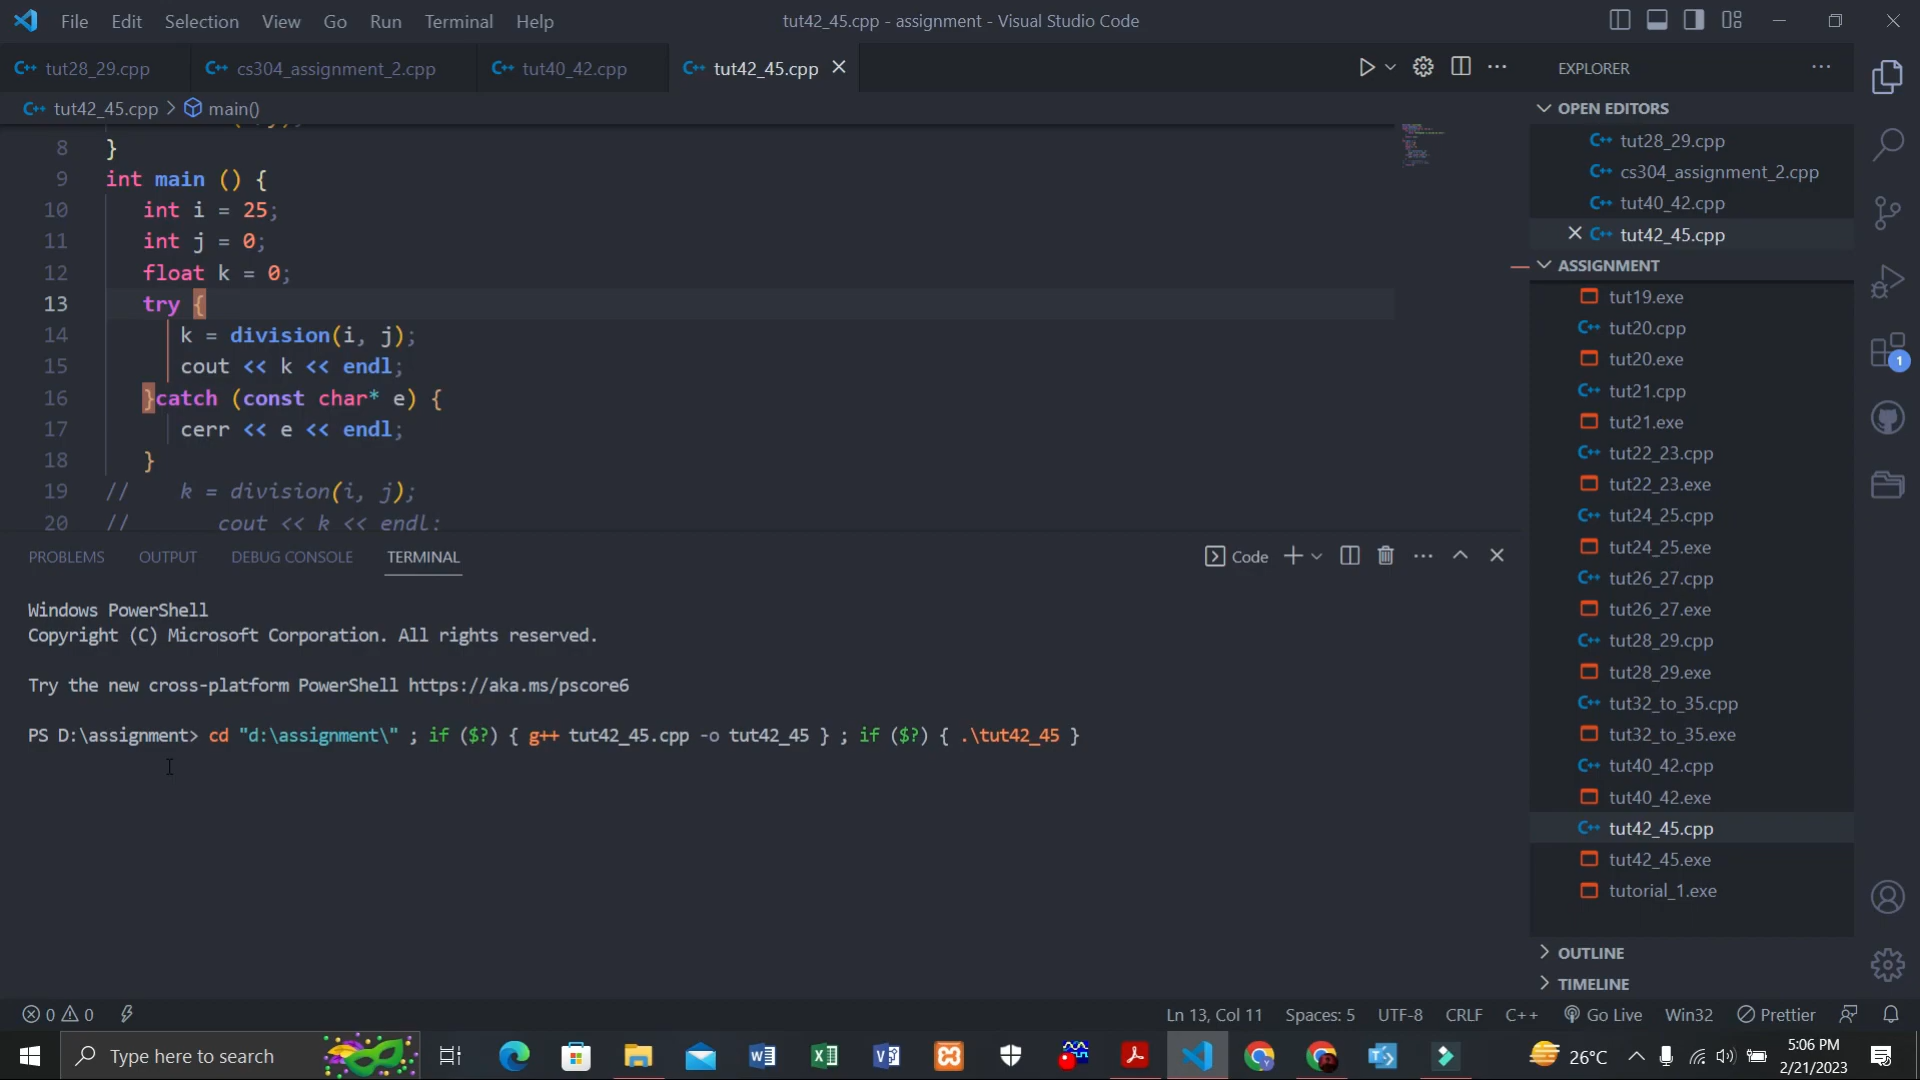 File Edit Selection View Go Run Terminal Help
tut42_45.cpp - assignment - Visual Studio Code
tut28_29.cpp
cs304_assignment_2.cpp
tut40_42.cpp
tut42_45.cpp
tut42_45.cpp > main()
8 }
9 int main () {
10 int i = 25;
11 int j = 0;
12 float k = 0;
13 try {
14 k = division(i, j);
15 cout << k << endl;
16 }catch (const char* e) {
17 cerr << e << endl;
18 }
19 // k = division(i, j);
20 // cout << k << endl;
PROBLEMS OUTPUT DEBUG CONSOLE TERMINAL
Code
Windows PowerShell
Copyright (C) Microsoft Corporation. All rights reserved.
Try the new cross-platform PowerShell https://aka.ms/pscore6
PS D:\assignment> cd "d:\assignment\" ; if ($?) { g++ tut42_45.cpp -o tut42_45 } ; if ($?) { .\tut42_45 }
EXPLORER
OPEN EDITORS
tut28_29.cpp
cs304_assignment_2.cpp
tut40_42.cpp
tut42_45.cpp
ASSIGNMENT
tut19.exe
tut20.cpp
tut20.exe
tut21.cpp
tut21.exe
tut22_23.cpp
tut22_23.exe
tut24_25.cpp
tut24_25.exe
tut26_27.cpp
tut26_27.exe
tut28_29.cpp
tut28_29.exe
tut32_to_35.cpp
tut32_to_35.exe
tut40_42.cpp
tut40_42.exe
tut42_45.cpp
tut42_45.exe
tutorial_1.exe
OUTLINE
TIMELINE
1
0 0
Ln 13, Col 11 Spaces: 5 UTF-8 CRLF C++ Go Live Win32 Prettier
Type here to search
26°C
5:06 PM
2/21/2023